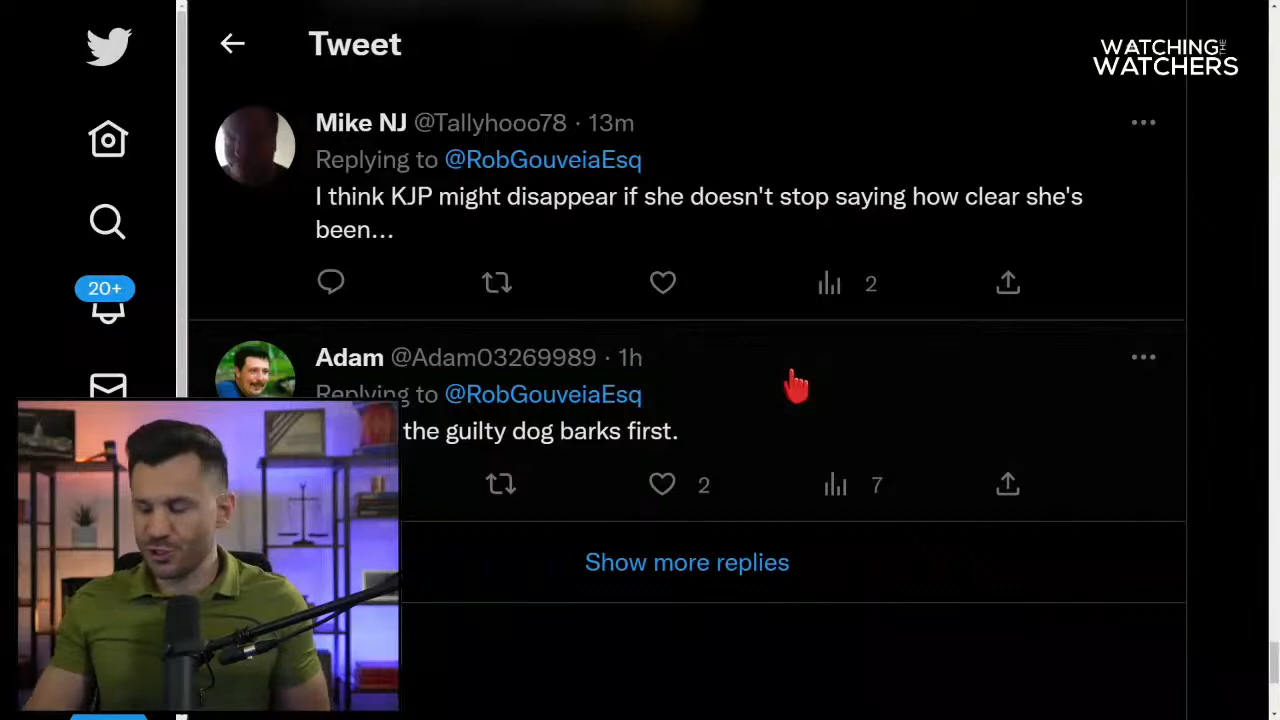 Tweet
WATCHING THE
WATCHERS
Mike NJ @Tallyhooo78 · 13m
Replying to @RobGouveiaEsq
I think KJP might disappear if she doesn't stop saying how clear she's
been...
2
20+
Adam @Adam03269989 · 1h
Replying to @RobGouveiaEsq
the guilty dog barks first.
2 7
Show more replies